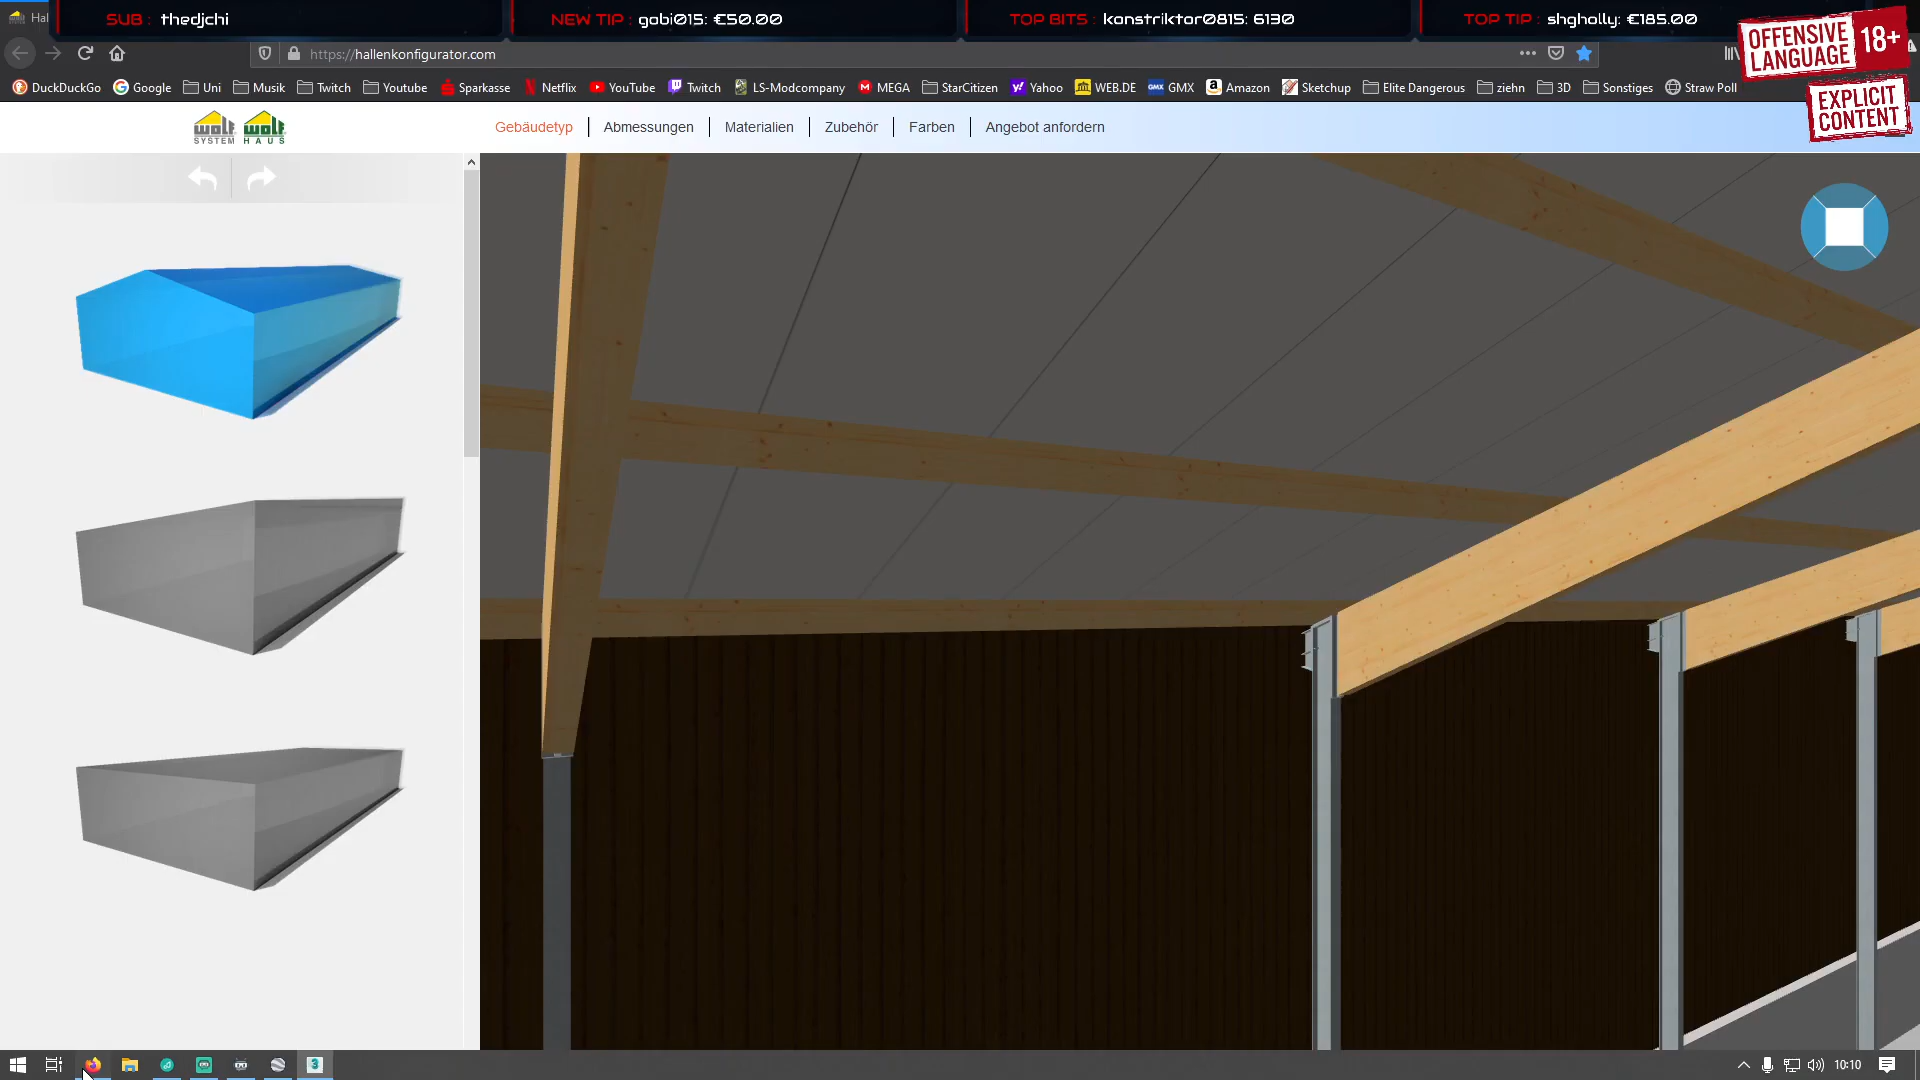 SUB : thedjchi
NEW TIP : gabi015: €50.00
TOP BITS : konstriktor0815: 6130
TOP TIP : shgholly: €185.00
OFFENSIVE LANGUAGE 18+
EXPLICIT CONTENT
Hal
https://hallenkonfigurator.com
DuckDuckGo Google Uni Musik Twitch Youtube Sparkasse Netflix YouTube Twitch LS-Modcompany MEGA StarCitizen Yahoo WEB.DE GMX Amazon Sketchup Elite Dangerous ziehn 3D Sonstiges Straw Poll
wolf SYSTEM wolf HAUS
Gebäudetyp Abmessungen Materialien Zubehör Farben Angebot anfordern
3
10:10